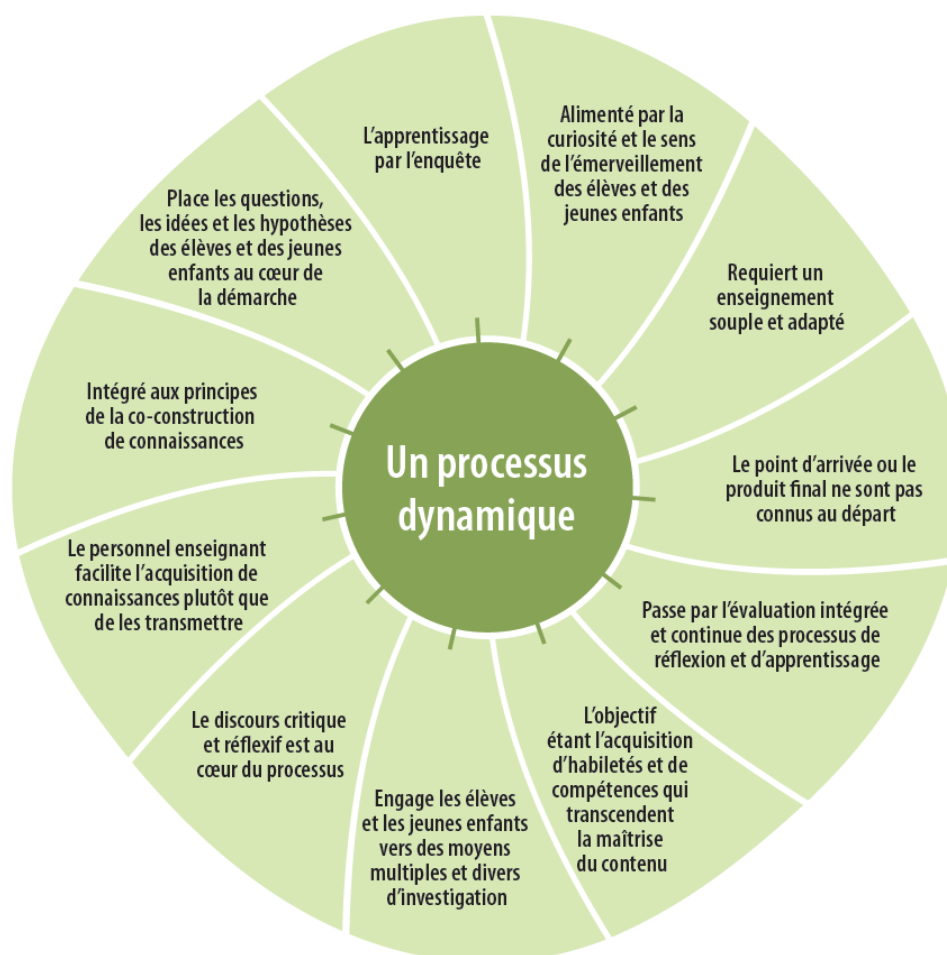 L'apprentissage
par l'enquête
Alimenté par la
curiosité et le sens
de l'émerveillement
des élèves et des
jeunes enfants
Requiert un
enseignement
souple et adapté
Le point d'arrivée ou le
produit final ne sont pas
connus au départ
Passe par l'évaluation intégrée
et continue des processus de
réflexion et d'apprentissage
L'objectif
étant l'acquisition
d'habiletés et de
compétences qui
transcendent
la maîtrise
du contenu
Engage les élèves
et les jeunes enfants
vers des moyens
multiples et divers
d'investigation
Le discours critique
et réflexif est au
cœur du processus
Le personnel enseignant
facilite l'acquisition de
connaissances plutôt que
de les transmettre
Intégré aux principes
de la co-construction
de connaissances
Place les questions,
les idées et les hypothèses
des élèves et des jeunes
enfants au cœur de
la démarche
Un processus
dynamique